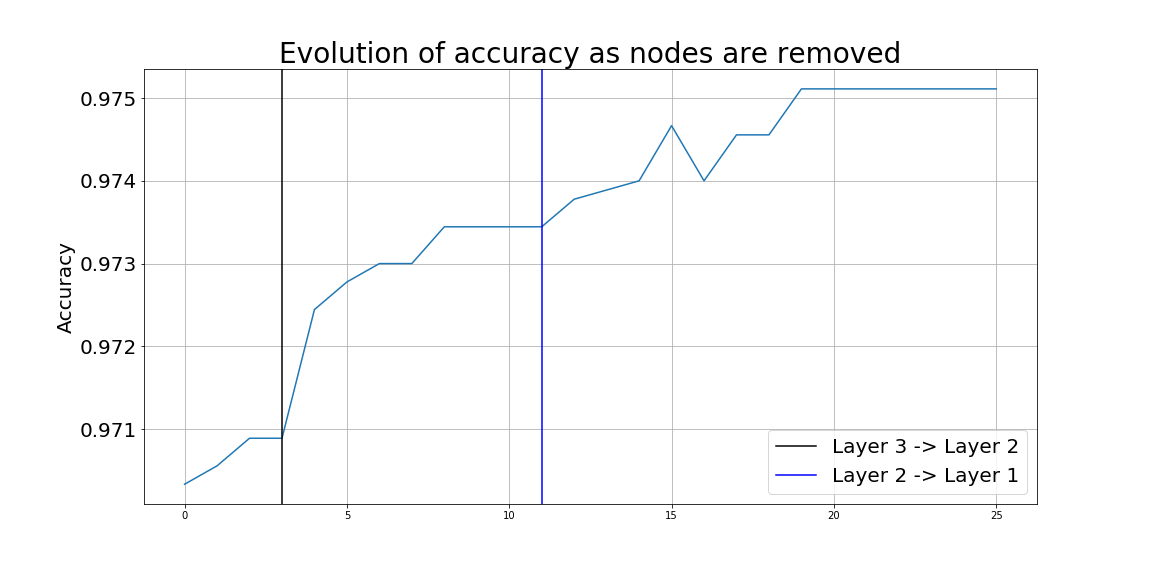 Evolution of accuracy as nodes are removed
Accuracy
0.975
0.974
0.973
0.972
0.971
0
5
10
15
20
25
Layer 3 -> Layer 2
Layer 2 -> Layer 1